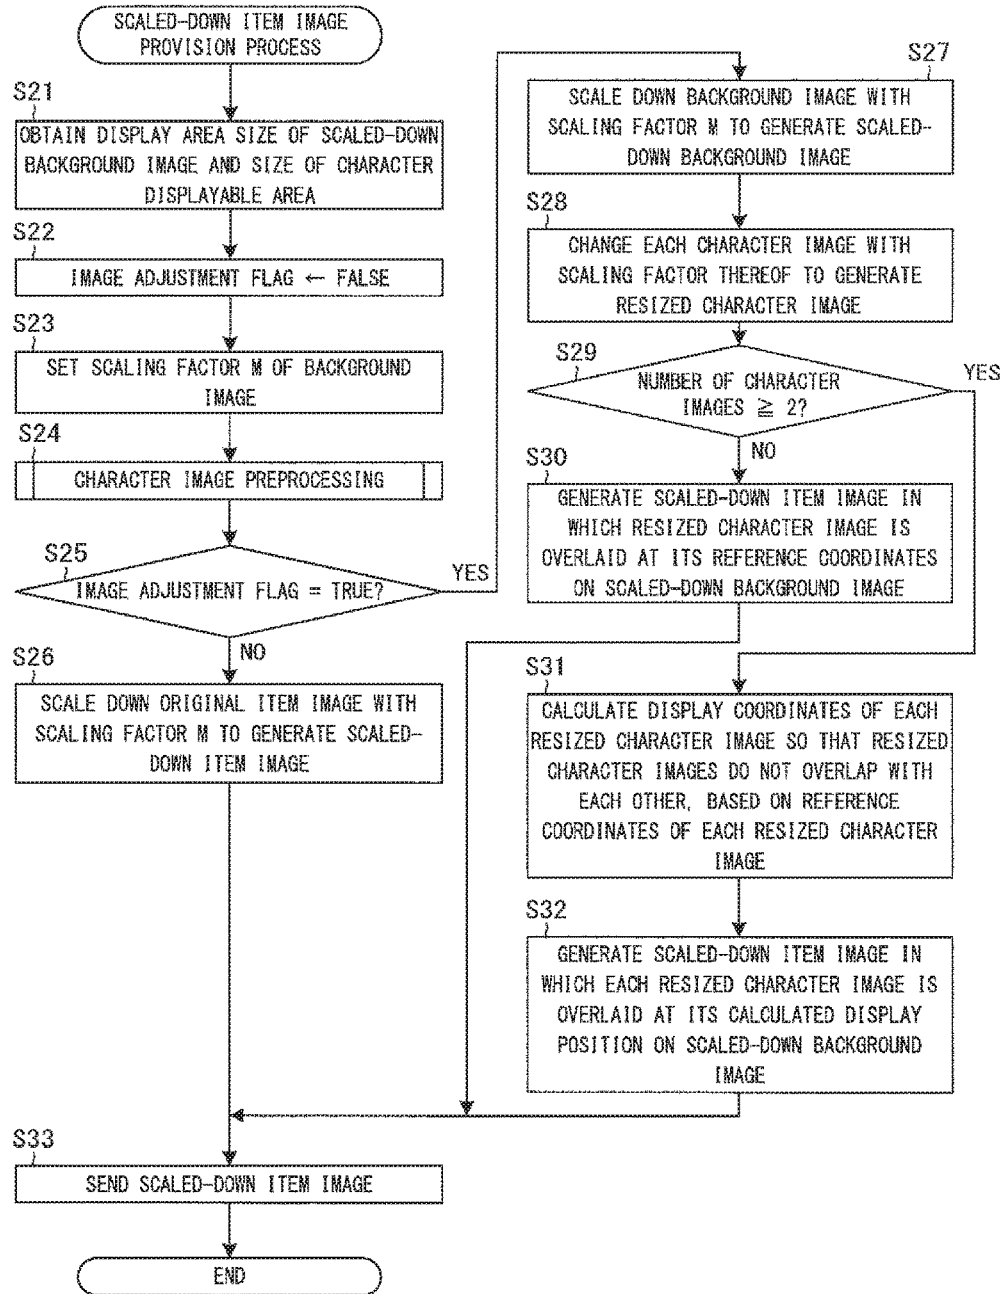 SCALED-DOWN ITEM IMAGE
PROVISION PROCESS
S21
OBTAIN DISPLAY AREA SIZE OF SCALED-DOWN
BACKGROUND IMAGE AND SIZE OF CHARACTER
DISPLAYABLE AREA
S22
IMAGE ADJUSTMENT FLAG ← FALSE
S23
SET SCALING FACTOR M OF BACKGROUND
IMAGE
S24
CHARACTER IMAGE PREPROCESSING
S25
IMAGE ADJUSTMENT FLAG = TRUE?
YES
NO
S26
SCALE DOWN ORIGINAL ITEM IMAGE WITH
SCALING FACTOR M TO GENERATE SCALED-
DOWN ITEM IMAGE
S27
SCALE DOWN BACKGROUND IMAGE WITH
SCALING FACTOR M TO GENERATE SCALED-
DOWN BACKGROUND IMAGE
S28
CHANGE EACH CHARACTER IMAGE WITH
SCALING FACTOR THEREOF TO GENERATE
RESIZED CHARACTER IMAGE
S29
NUMBER OF CHARACTER
IMAGES ≧ 2?
YES
NO
S30
GENERATE SCALED-DOWN ITEM IMAGE IN
WHICH RESIZED CHARACTER IMAGE IS
OVERLAID AT ITS REFERENCE COORDINATES
ON SCALED-DOWN BACKGROUND IMAGE
S31
CALCULATE DISPLAY COORDINATES OF EACH
RESIZED CHARACTER IMAGE SO THAT RESIZED
CHARACTER IMAGES DO NOT OVERLAP WITH
EACH OTHER, BASED ON REFERENCE
COORDINATES OF EACH RESIZED CHARACTER
IMAGE
S32
GENERATE SCALED-DOWN ITEM IMAGE IN
WHICH EACH RESIZED CHARACTER IMAGE IS
OVERLAID AT ITS CALCULATED DISPLAY
POSITION ON SCALED-DOWN BACKGROUND
IMAGE
S33
SEND SCALED-DOWN ITEM IMAGE
END